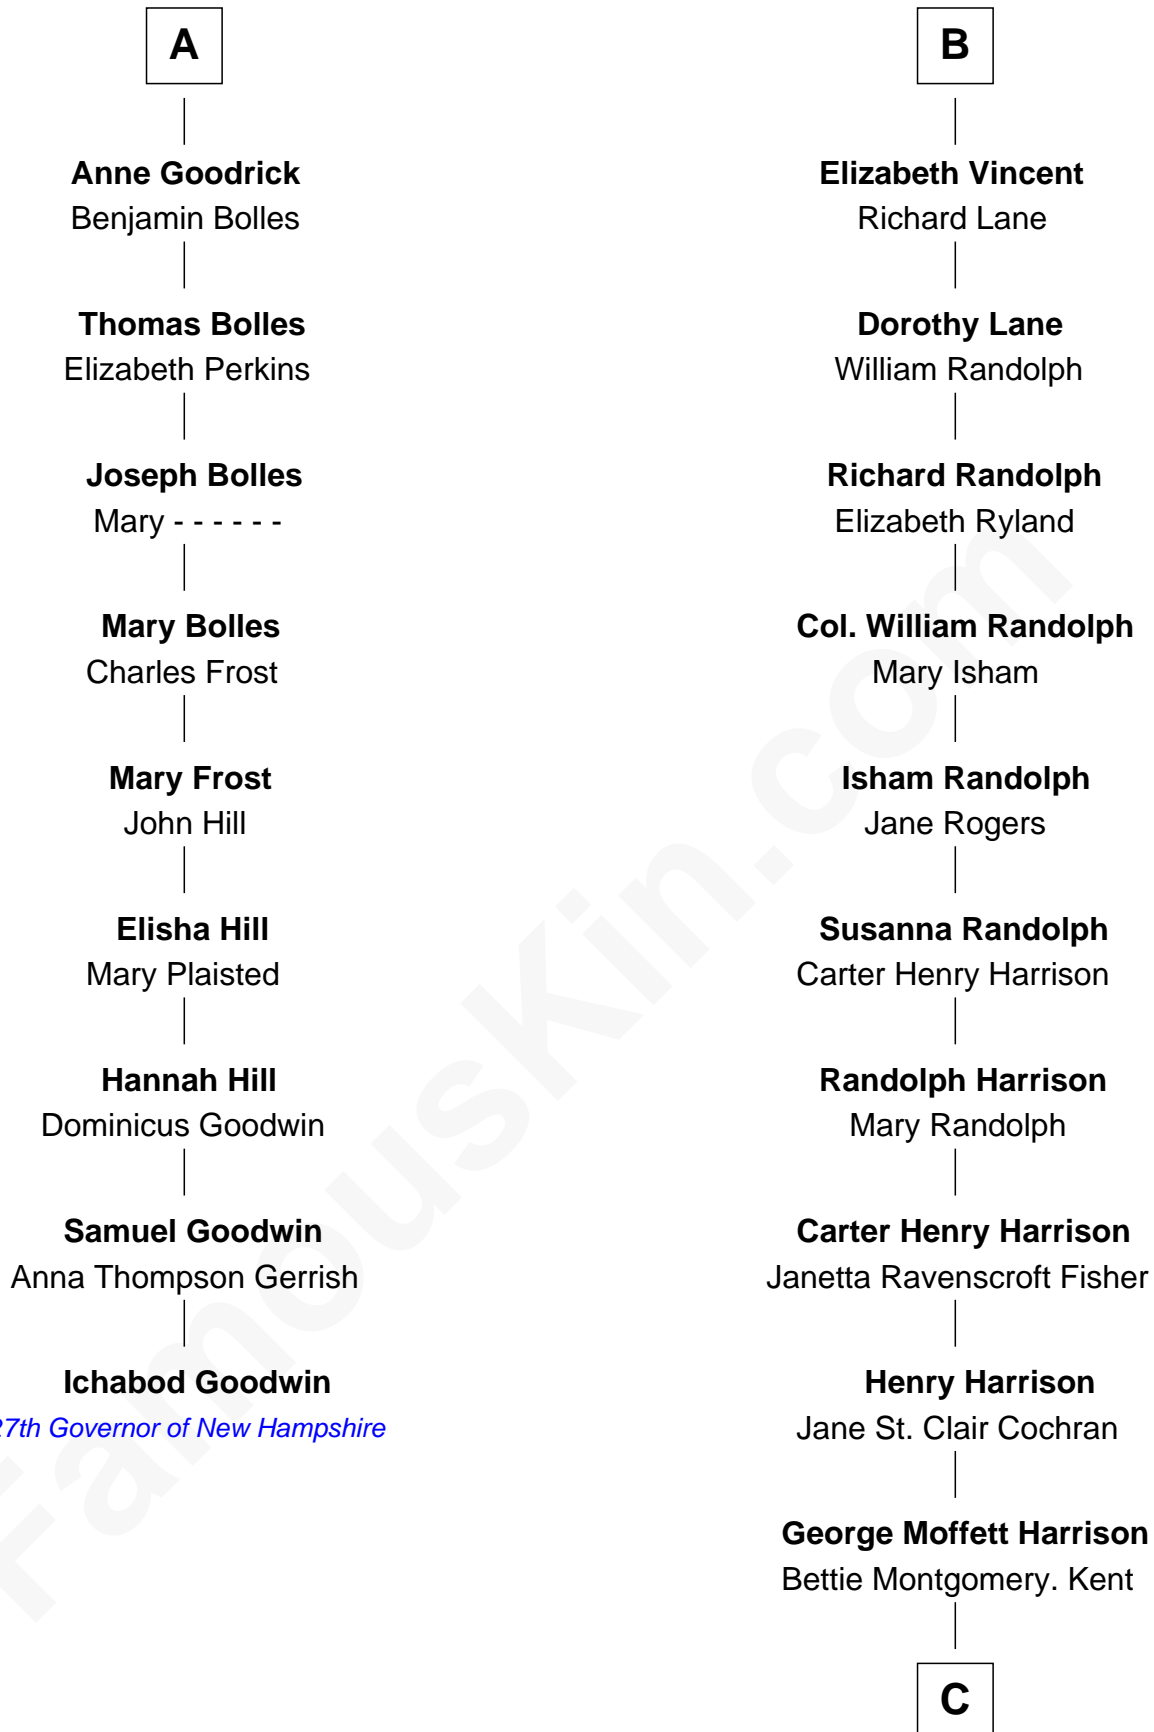 A
Anne Goodrick
Benjamin Bolles
Thomas Bolles
Elizabeth Perkins
Joseph Bolles
Mary - - - - - -
Mary Bolles
Charles Frost
Mary Frost
John Hill
Elisha Hill
Mary Plaisted
Hannah Hill
Dominicus Goodwin
Samuel Goodwin
Anna Thompson Gerrish
Ichabod Goodwin
27th Governor of New Hampshire
B
Elizabeth Vincent
Richard Lane
Dorothy Lane
William Randolph
Richard Randolph
Elizabeth Ryland
Col. William Randolph
Mary Isham
Isham Randolph
Jane Rogers
Susanna Randolph
Carter Henry Harrison
Randolph Harrison
Mary Randolph
Carter Henry Harrison
Janetta Ravenscroft Fisher
Henry Harrison
Jane St. Clair Cochran
George Moffett Harrison
Bettie Montgomery. Kent
C
FamousKin.com